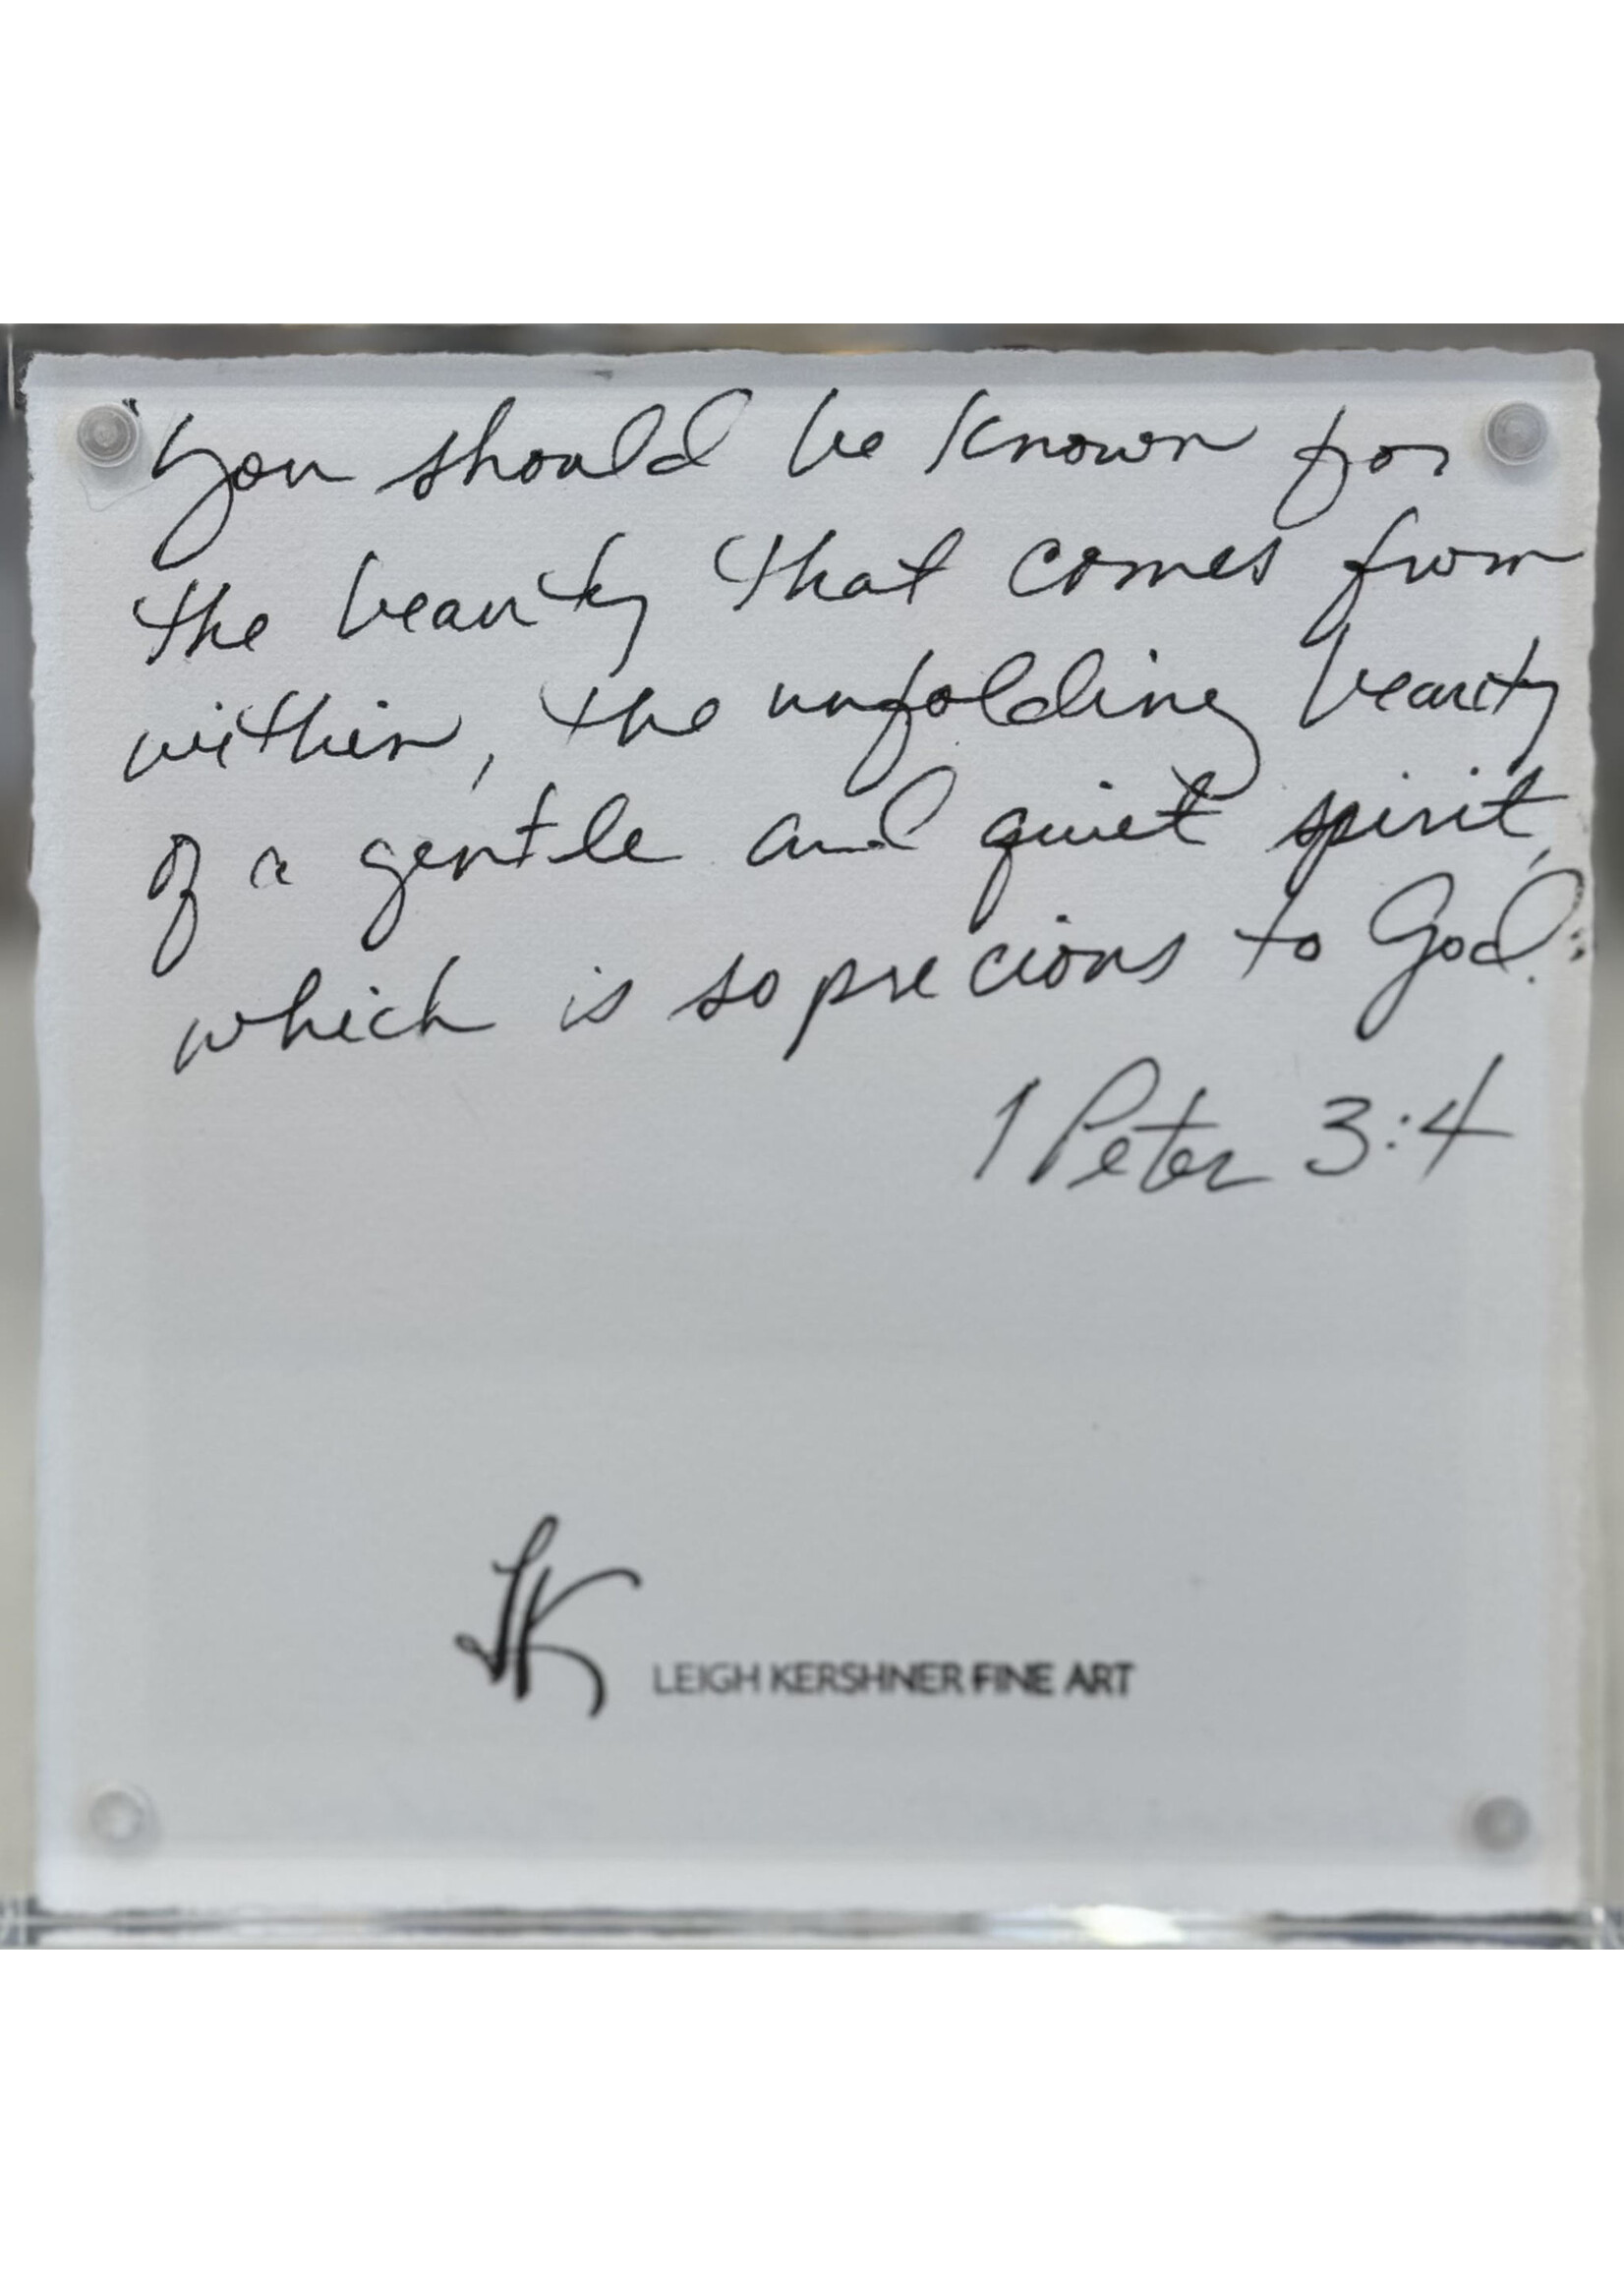 "You should be known for
the beauty that comes from
within, the unfolding beauty
of a gentle and quiet spirit,
which is so precious to God."
1 Peter 3:4
LK LEIGH KERSHNER FINE ART